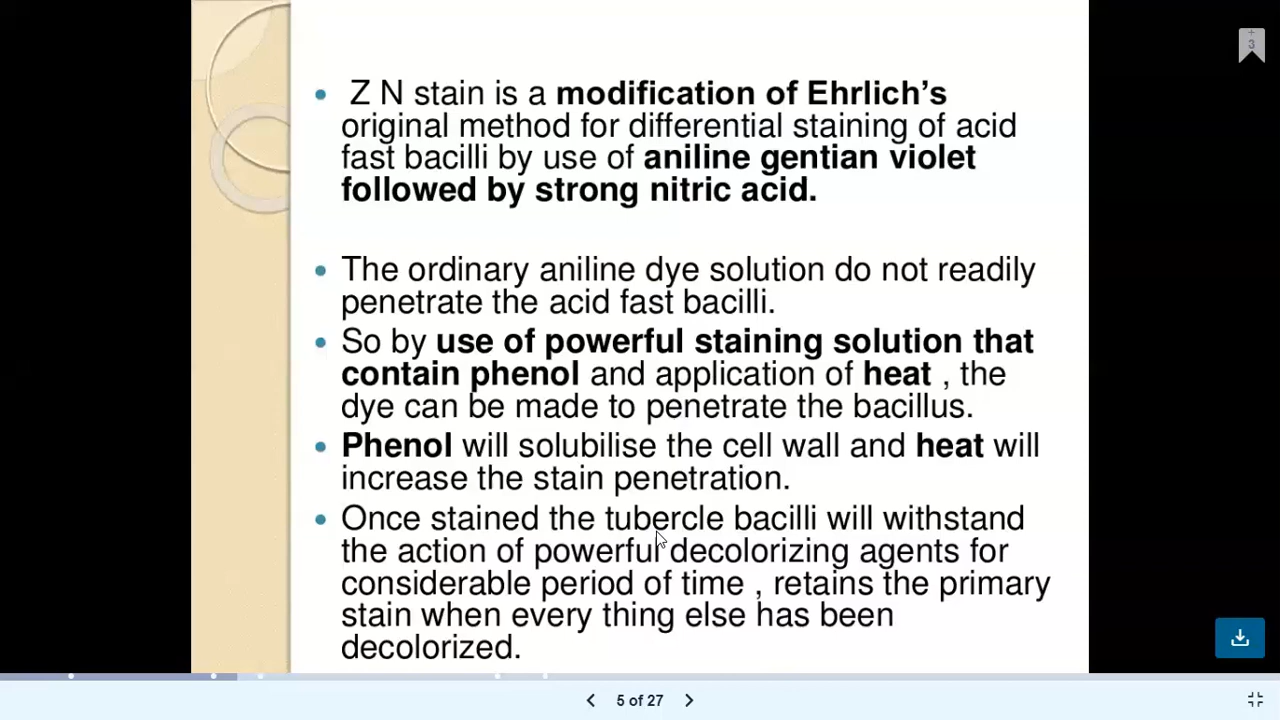 +
3
Z N stain is a modification of Ehrlich’s
original method for differential staining of acid
fast bacilli by use of aniline gentian violet
followed by strong nitric acid.
The ordinary aniline dye solution do not readily
penetrate the acid fast bacilli.
So by use of powerful staining solution that
contain phenol and application of heat , the
dye can be made to penetrate the bacillus.
Phenol will solubilise the cell wall and heat will
increase the stain penetration.
Once stained the tubercle bacilli will withstand
the action of powerful decolorizing agents for
considerable period of time , retains the primary
stain when every thing else has been
decolorized.
5 of 27